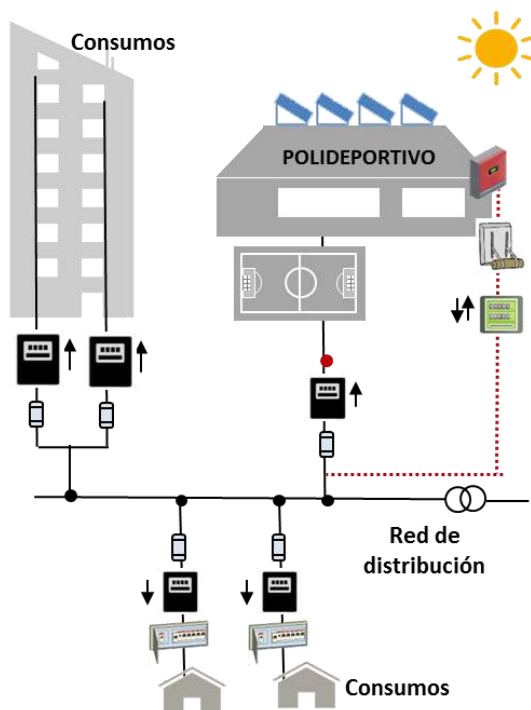 Consumos
POLIDEPORTIVO
Red de
distribución
Consumos